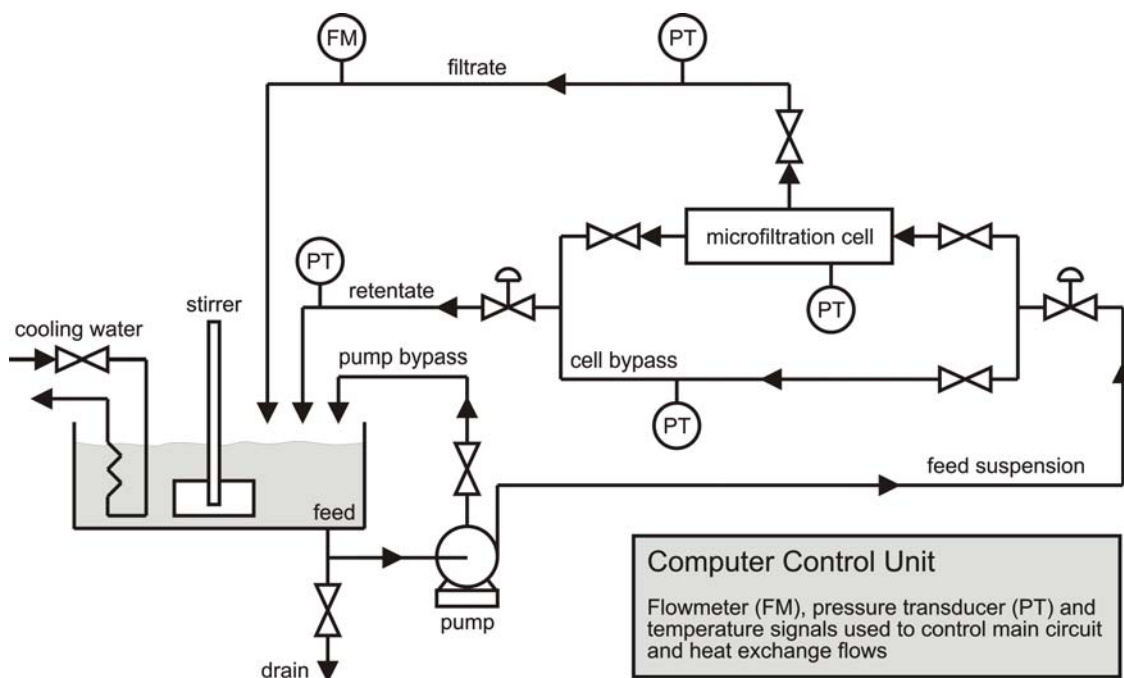 FM
PT
filtrate
microfiltration cell
PT
PT
retentate
stirrer
cooling water
pump bypass
cell bypass
PT
feed suspension
feed
pump
drain
Computer Control Unit
Flowmeter (FM), pressure transducer (PT) and
temperature signals used to control main circuit
and heat exchange flows